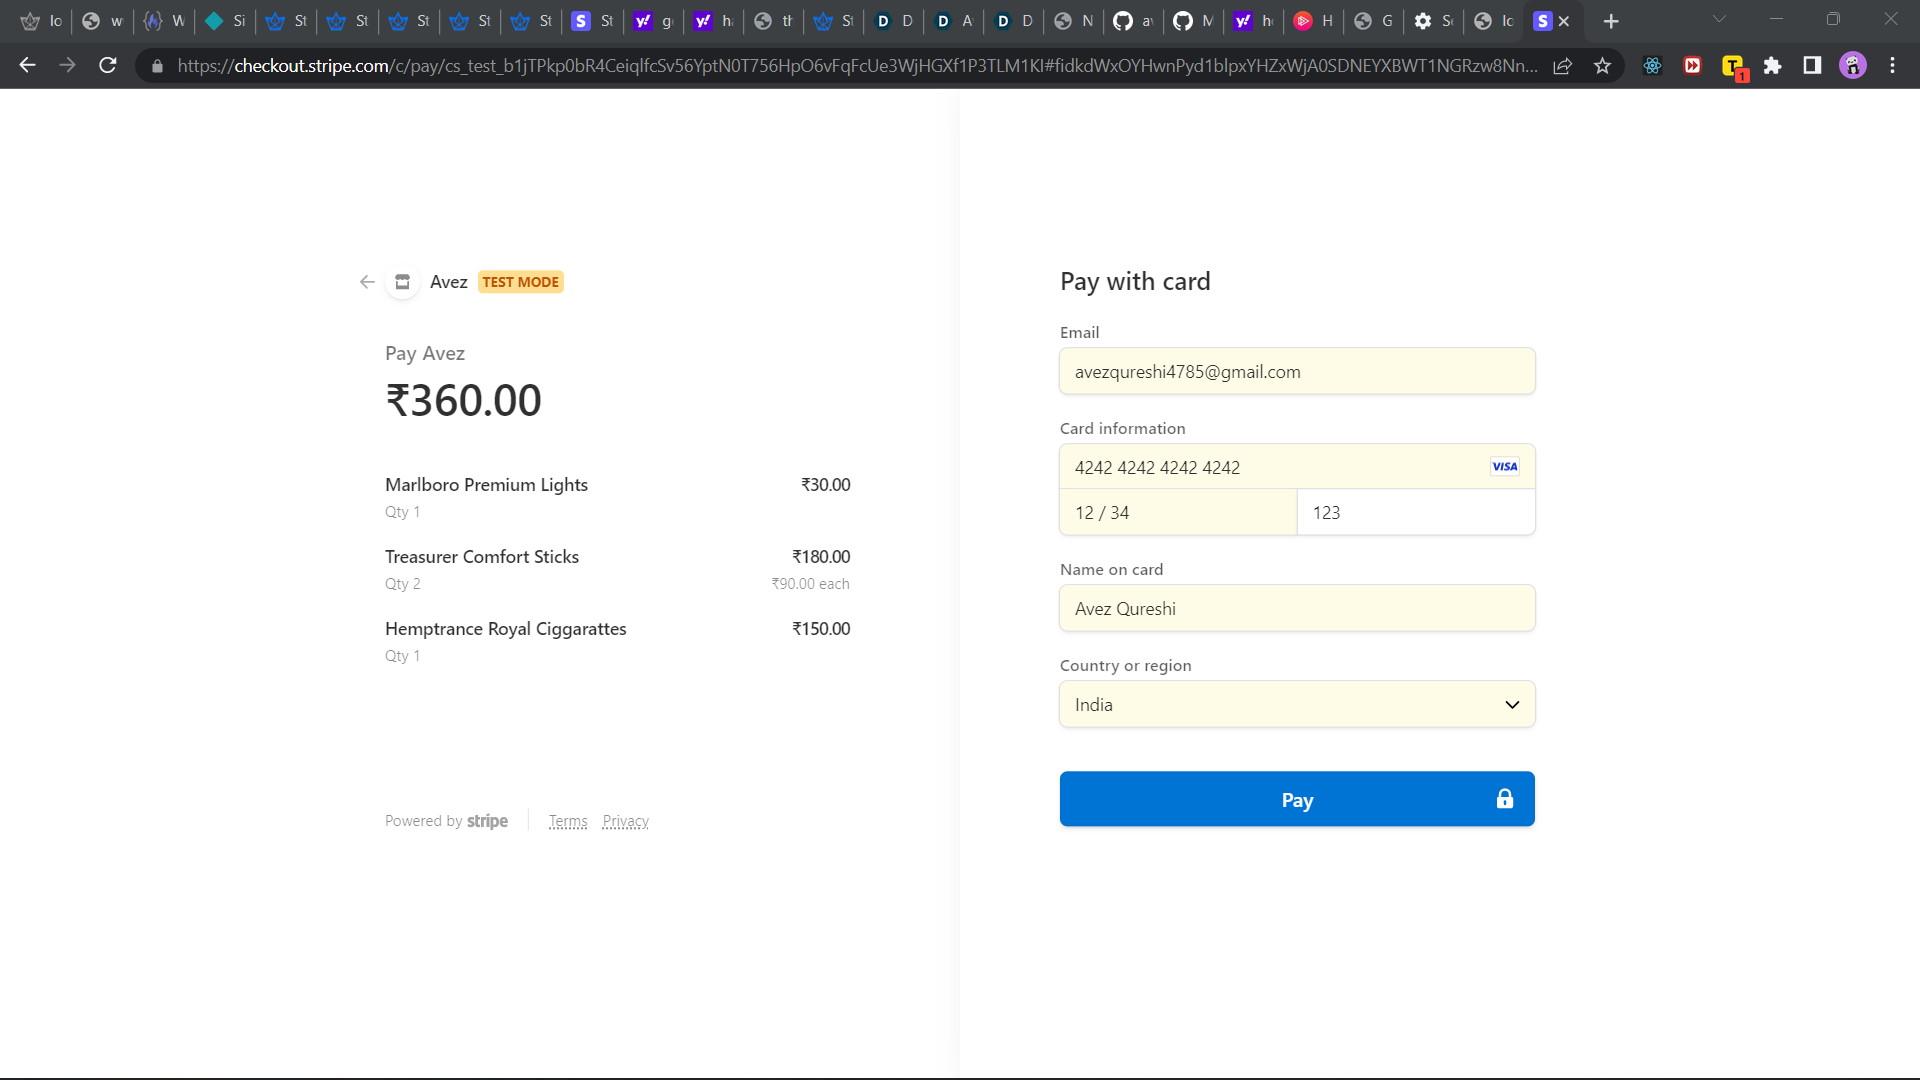 lo
w
W
Si
St
St
St
St
St
S
St
y!
g
y!
h
th
St
D
D
D
A
D
D
N
a
M
y!
h
H
G
S
lo
S
https://checkout.stripe.com/c/pay/
T
1
Avez TEST MODE
Pay Avez
₹360.00
Marlboro Premium Lights ₹30.00
Qty 1
Treasurer Comfort Sticks ₹180.00
Qty 2 ₹90.00 each
Hemptrance Royal Ciggarattes ₹150.00
Qty 1
Powered by stripe Terms Privacy
Pay with card
Email
avezqureshi4785@gmail.com
Card information
4242 4242 4242 4242 VISA
12 / 34 123
Name on card
Avez Qureshi
Country or region
India
Pay